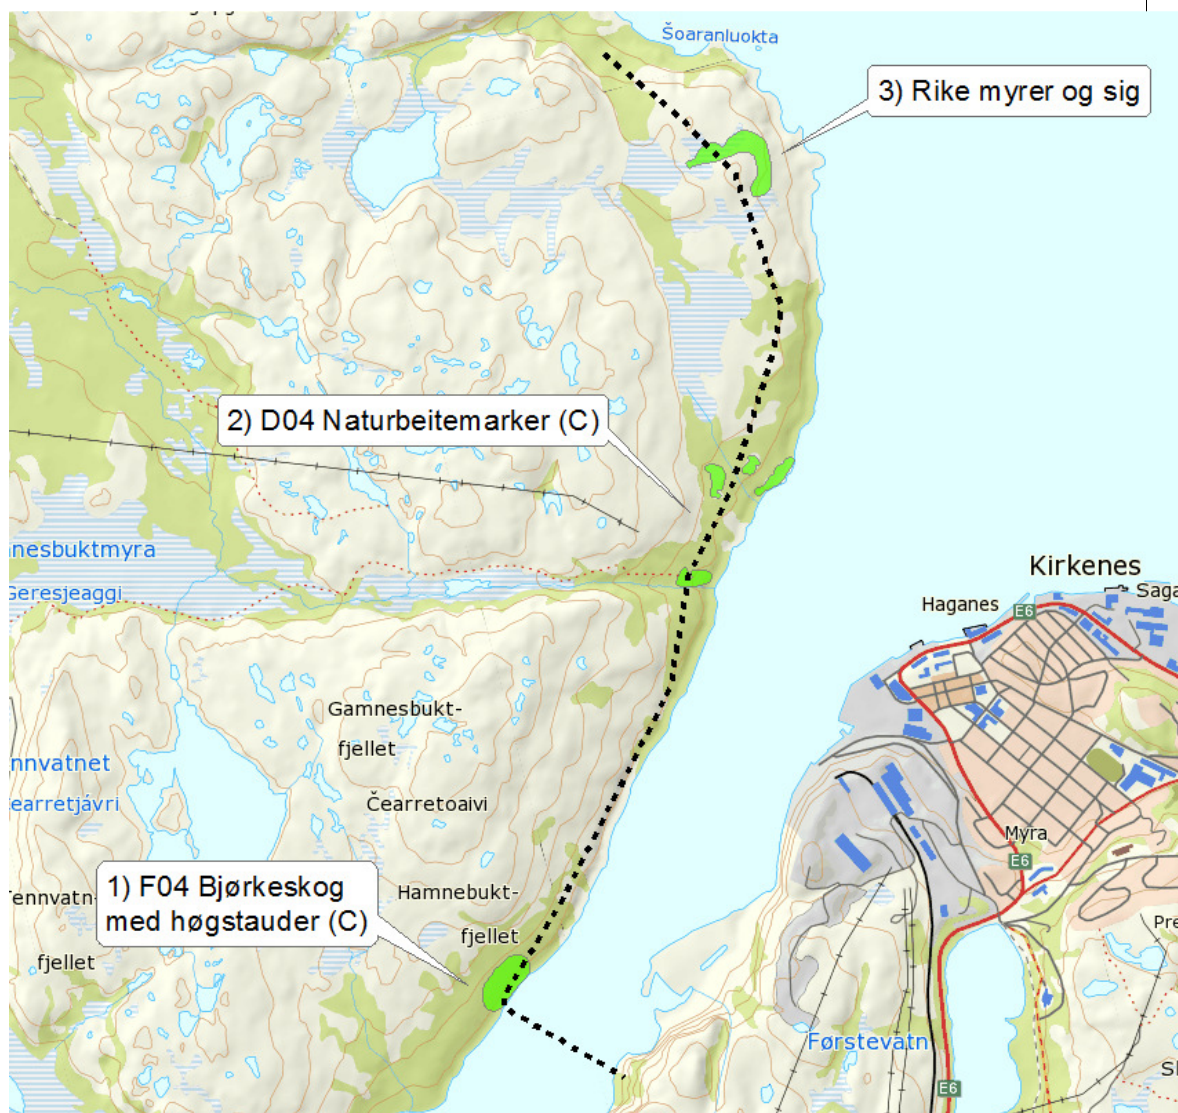 Šoaranluokta
3) Rike myrer og sig
2) D04 Naturbeitemarker (C)
nesbuktmyra
Geresjeaggi
Kirkenes
Haganes
E6
Saga
Gamnesbukt-
fjellet
nnvatnet
earretjávri
Čearretoaivi
Myra
E6
1) F04 Bjørkeskog
med høgstauder (C)
Hamnebukt-
fjellet
ennvatn-
fjellet
Pre
Førstevatn
E6